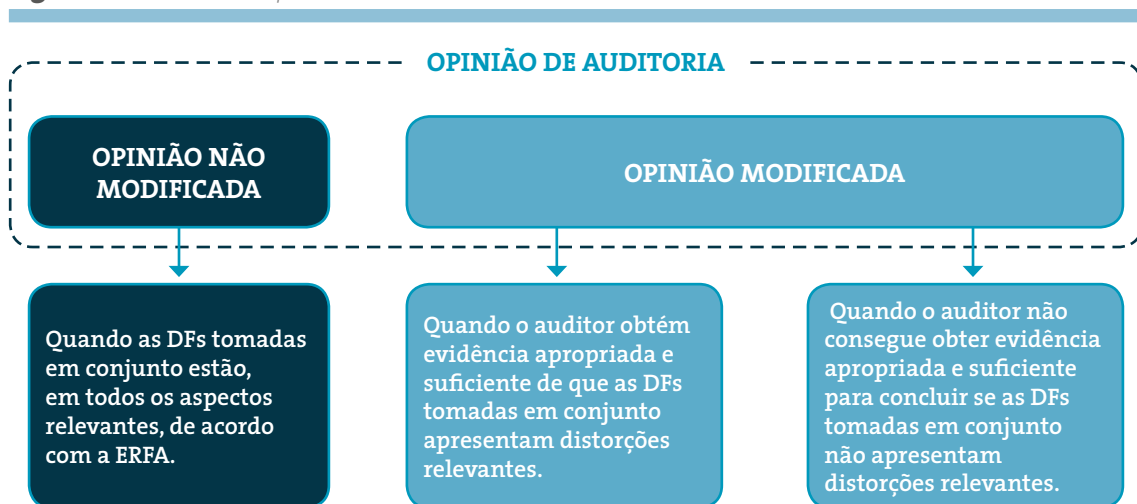 OPINIÃO DE AUDITORIA
OPINIÃO NÃO
MODIFICADA
OPINIÃO MODIFICADA
Quando as DFs tomadas
em conjunto estão,
em todos os aspectos
relevantes, de acordo
com a ERFA.
Quando o auditor obtém
evidência apropriada e
suficiente de que as DFs
tomadas em conjunto
apresentam distorções
relevantes.
Quando o auditor não
consegue obter evidência
apropriada e suficiente
para concluir se as DFs
tomadas em conjunto
não apresentam
distorções relevantes.